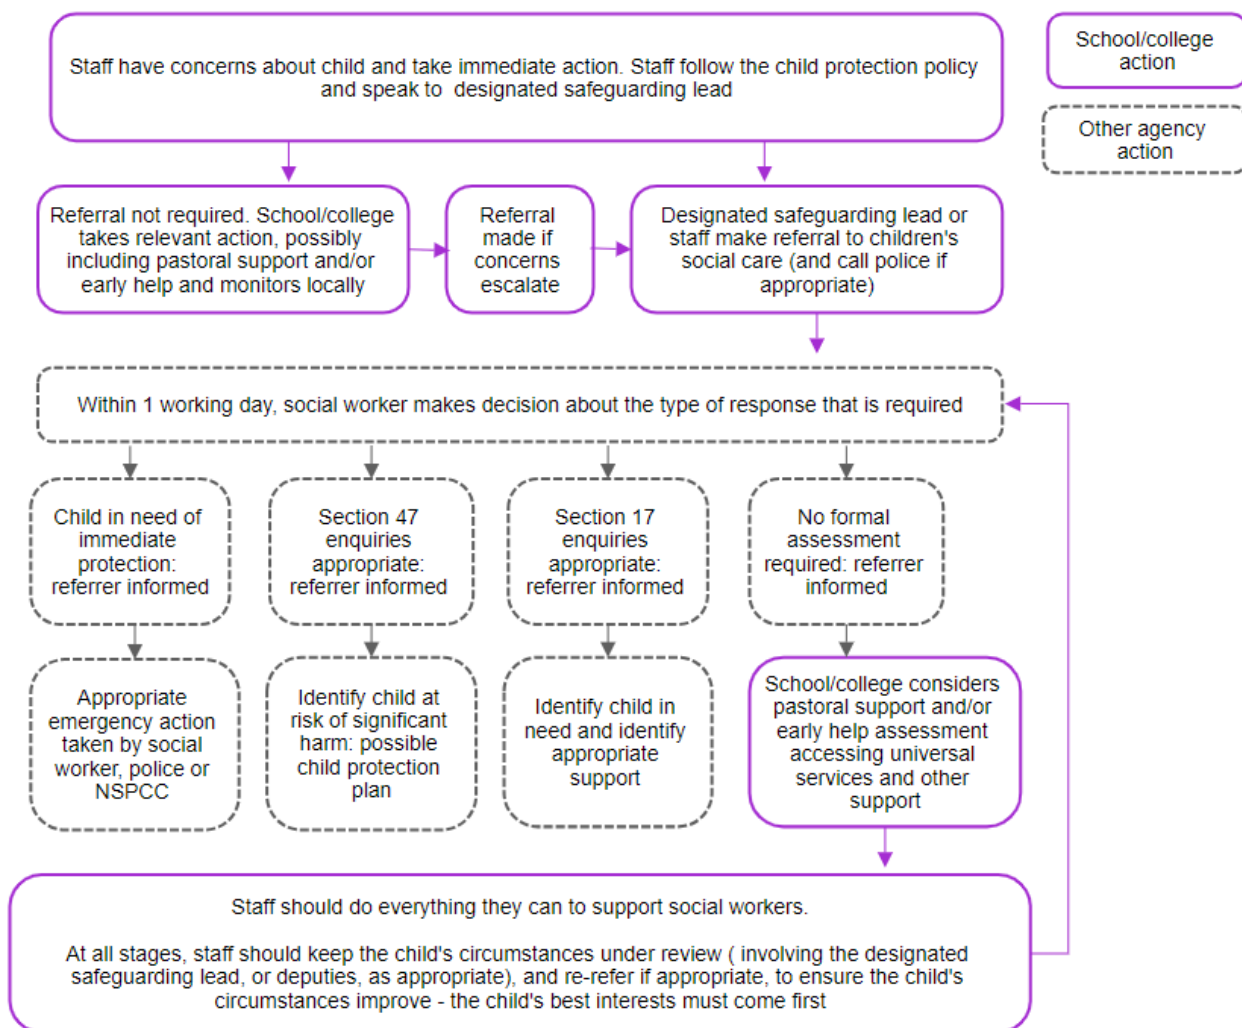 Staff have concerns about child and take immediate action. Staff follow the child protection policy
and speak to designated safeguarding lead
School/college
action
Other agency
action
Referral not required. School/college
takes relevant action, possibly
including pastoral support and/or
early help and monitors locally
Referral
made if
concerns
escalate
Designated safeguarding lead or
staff make referral to children's
social care (and call police if
appropriate)
Within 1 working day, social worker makes decision about the type of response that is required
Child in need of
immediate
protection:
referrer informed
Section 47
enquiries
appropriate:
referrer informed
Section 17
enquiries
appropriate:
referrer informed
No formal
assessment
required: referrer
informed
Appropriate
emergency action
taken by social
worker, police or
NSPCC
Identify child at
risk of significant
harm: possible
child protection
plan
Identify child in
need and identify
appropriate
support
School/college considers
pastoral support and/or
early help assessment
accessing universal
services and other
support
Staff should do everything they can to support social workers.
At all stages, staff should keep the child's circumstances under review ( involving the designated
safeguarding lead, or deputies, as appropriate), and re-refer if appropriate, to ensure the child's
circumstances improve - the child's best interests must come first